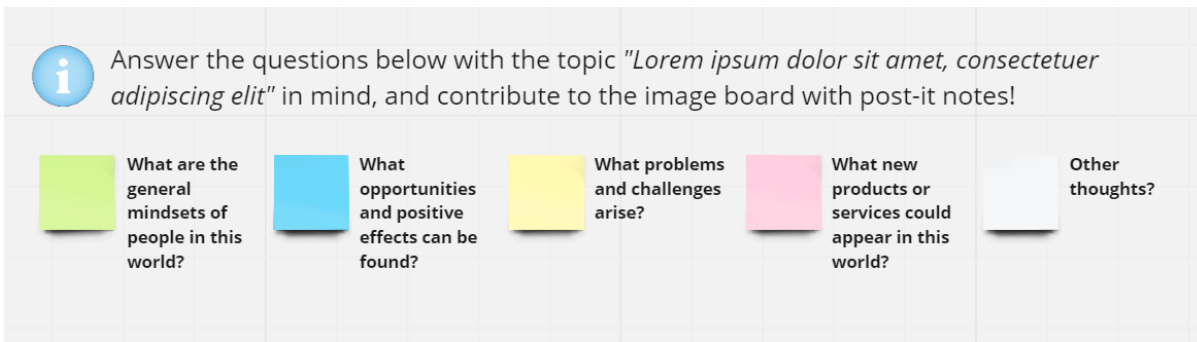 Answer the questions below with the topic "Lorem ipsum dolor sit amet, consectetuer
adipiscing elit" in mind, and contribute to the image board with post-it notes!
What are the
general
mindsets of
people in this
world?
What
opportunities
and positive
effects can be
found?
What problems
and challenges
arise?
What new
products or
services could
appear in this
world?
Other
thoughts?